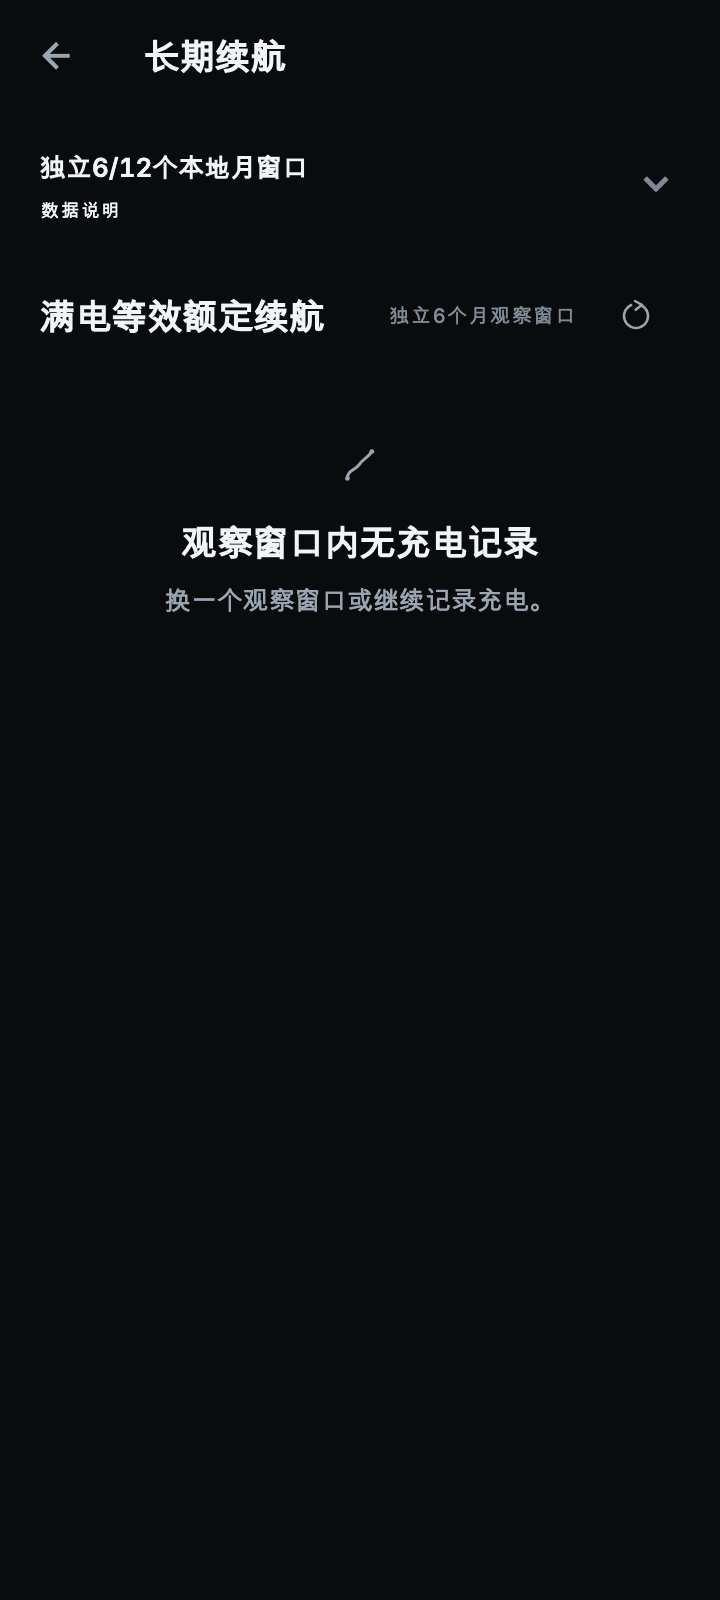 长期续航
独立6/12个本地月窗口
数据说明
满电等效额定续航
独立6个月观察窗口
观察窗口内无充电记录
换一个观察窗口或继续记录充电。